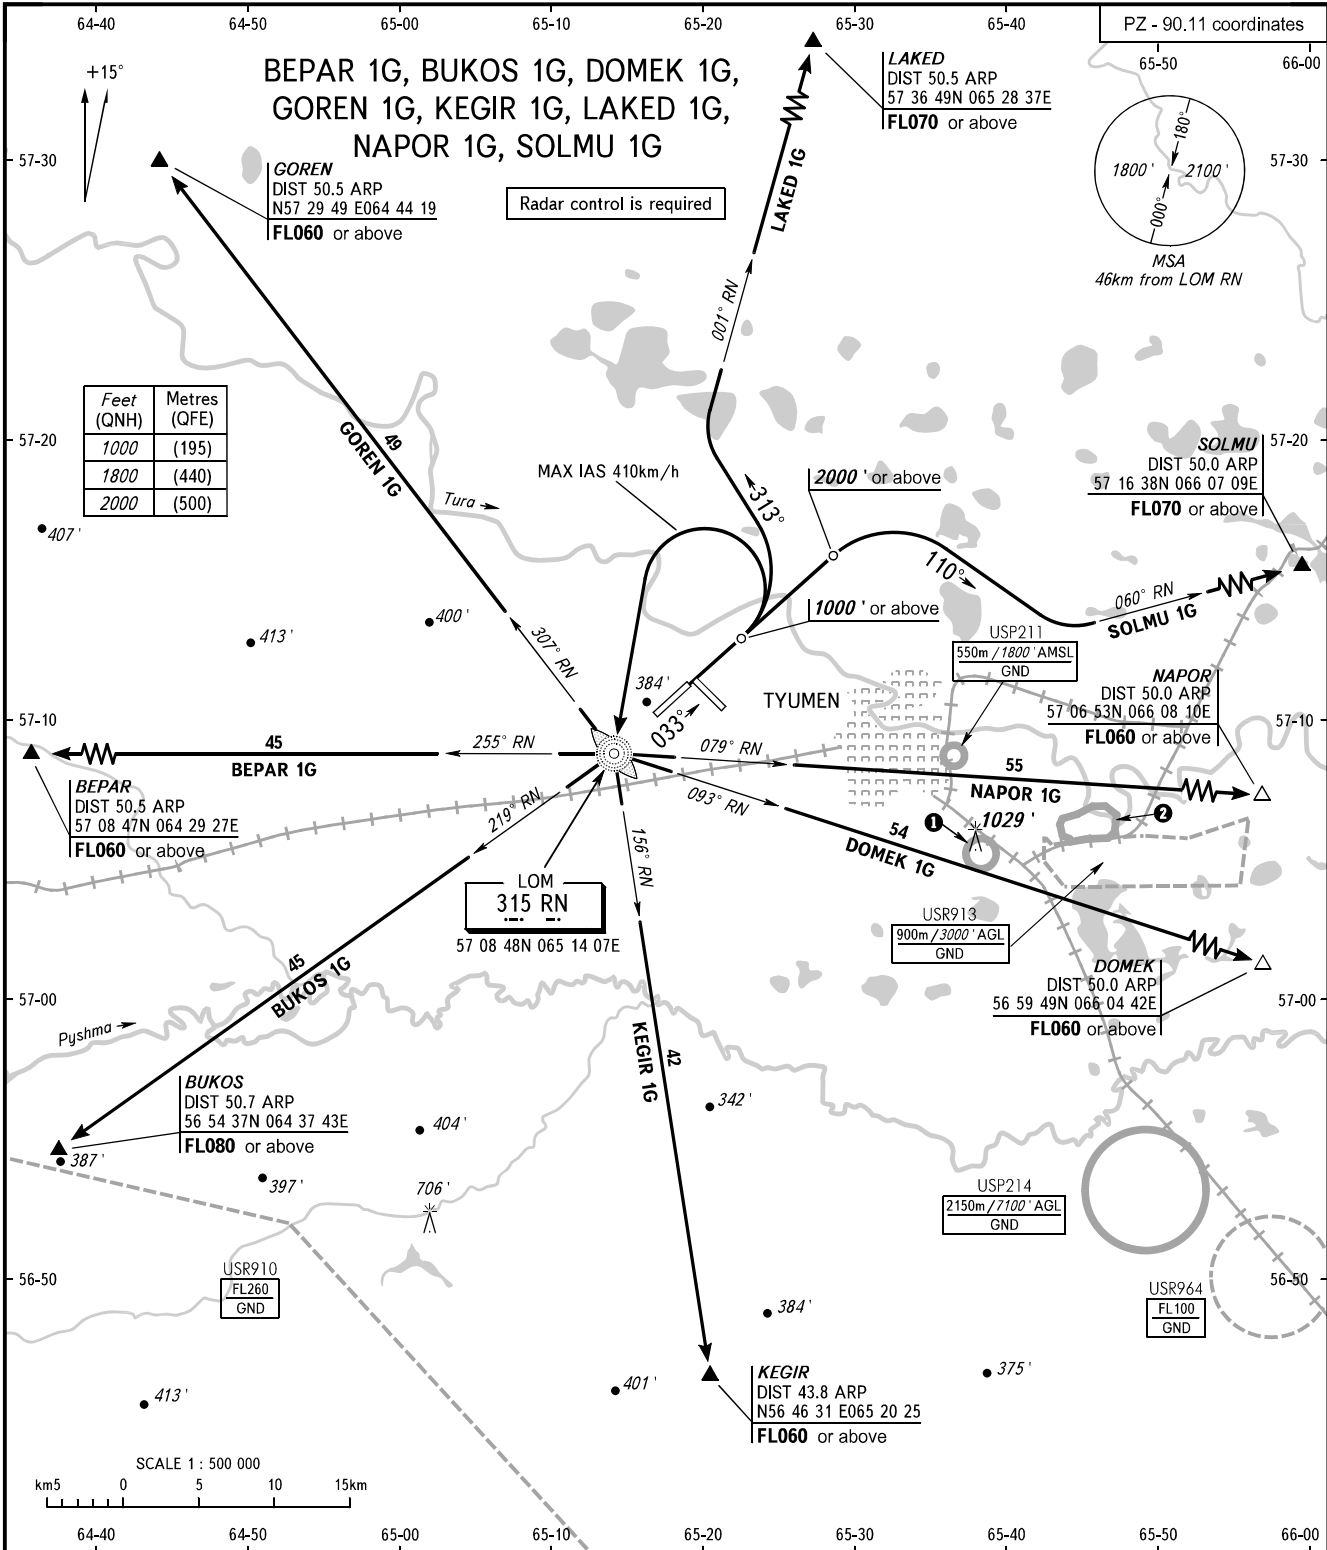 64-40 64-50 65-00 65-10 65-20 65-30 65-40
PZ - 90.11 coordinates
65-50 66-00
+15°
BEPAR 1G, BUKOS 1G, DOMEK 1G,
GOREN 1G, KEGIR 1G, LAKED 1G,
NAPOR 1G, SOLMU 1G
Radar control is required
LAKED
DIST 50.5 ARP
57 36 49N 065 28 37E
FL070 or above
180°
1800' 2100'
000°
MSA
46km from LOM RN
57-30 57-30
GOREN
DIST 50.5 ARP
N57 29 49 E064 44 19
FL060 or above
LAKED 1G
001° RN
Feet (QNH) Metres (QFE)
1000 (195)
1800 (440)
2000 (500)
57-20 57-20
49
GOREN 1G
Tura
MAX IAS 410km/h
313°
2000' or above
SOLMU
DIST 50.0 ARP
57 16 38N 066 07 09E
FL070 or above
407'
110°
060° RN
SOLMU 1G
1000' or above
400'
413'
307° RN
USP211
550m/1800' AMSL
GND
384'
033°
TYUMEN
NAPOR
DIST 50.0 ARP
57 06 53N 066 08 10E
FL060 or above
57-10 57-10
45
BEPAR 1G
255° RN
079° RN
55
NAPOR 1G
BEPAR
DIST 50.5 ARP
57 08 47N 064 29 27E
FL060 or above
219° RN
156° RN
093° RN
54
DOMEK 1G
1
1029'
2
LOM
315 RN
57 08 48N 065 14 07E
USR913
900m/3000' AGL
GND
DOMEK
DIST 50.0 ARP
56 59 49N 066 04 42E
FL060 or above
45
BUKOS 1G
57-00 57-00
Pyshma
42
KEGIR 1G
BUKOS
DIST 50.7 ARP
56 54 37N 064 37 43E
FL080 or above
387'
404'
342'
397'
706'
USP214
2150m/7100' AGL
GND
USR910
FL260
GND
56-50 56-50
USR964
FL100
GND
384'
KEGIR
DIST 43.8 ARP
N56 46 31 E065 20 25
FL060 or above
375'
401'
413'
SCALE 1 : 500 000
km5 0 5 10 15km
64-40 64-50 65-00 65-10 65-20 65-30 65-40 65-50 66-00